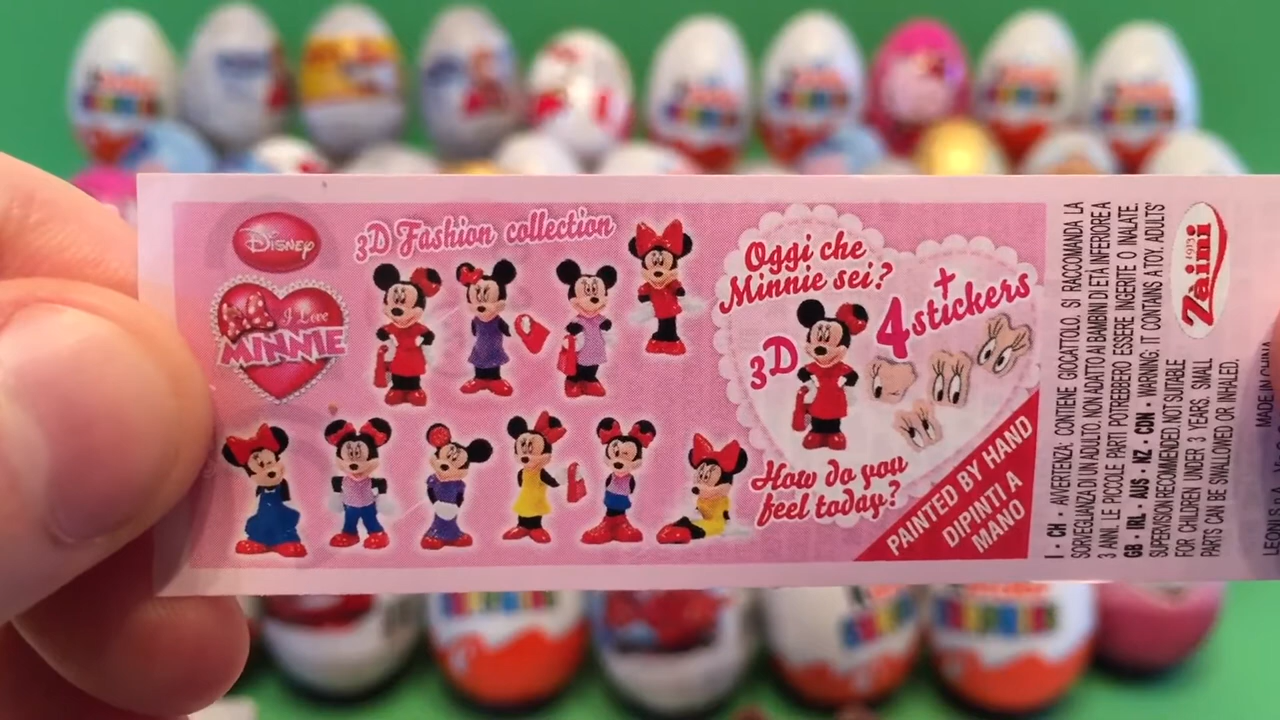 Disney
3D Fashion collection
I Love
MINNIE
Oggi che
Minnie sei?
3D
+
4 stickers
How do you
feel today?
PAINTED BY HAND
DIPINTI A
MANO
I - CH - AVVERTENZA: CONTIENE GIOCATTOLO. SI RACCOMANDA LA
SORVEGLIANZA DI UN ADULTO. NON ADATTO AI BAMBINI DI ETÀ INFERIORE A
3 ANNI. LE PICCOLE PARTI POTREBBERO ESSERE INGERITE O INALATE.
GB - IRL - AUS - NZ - CDN - WARNING: IT CONTAINS A TOY. ADULTS'
SUPERVISION RECOMMENDED. NOT SUITABLE
FOR CHILDREN UNDER 3 YEARS. SMALL
PARTS CAN BE SWALLOWED OR INHALED.
1913
Zaini
MADE IN CHINA